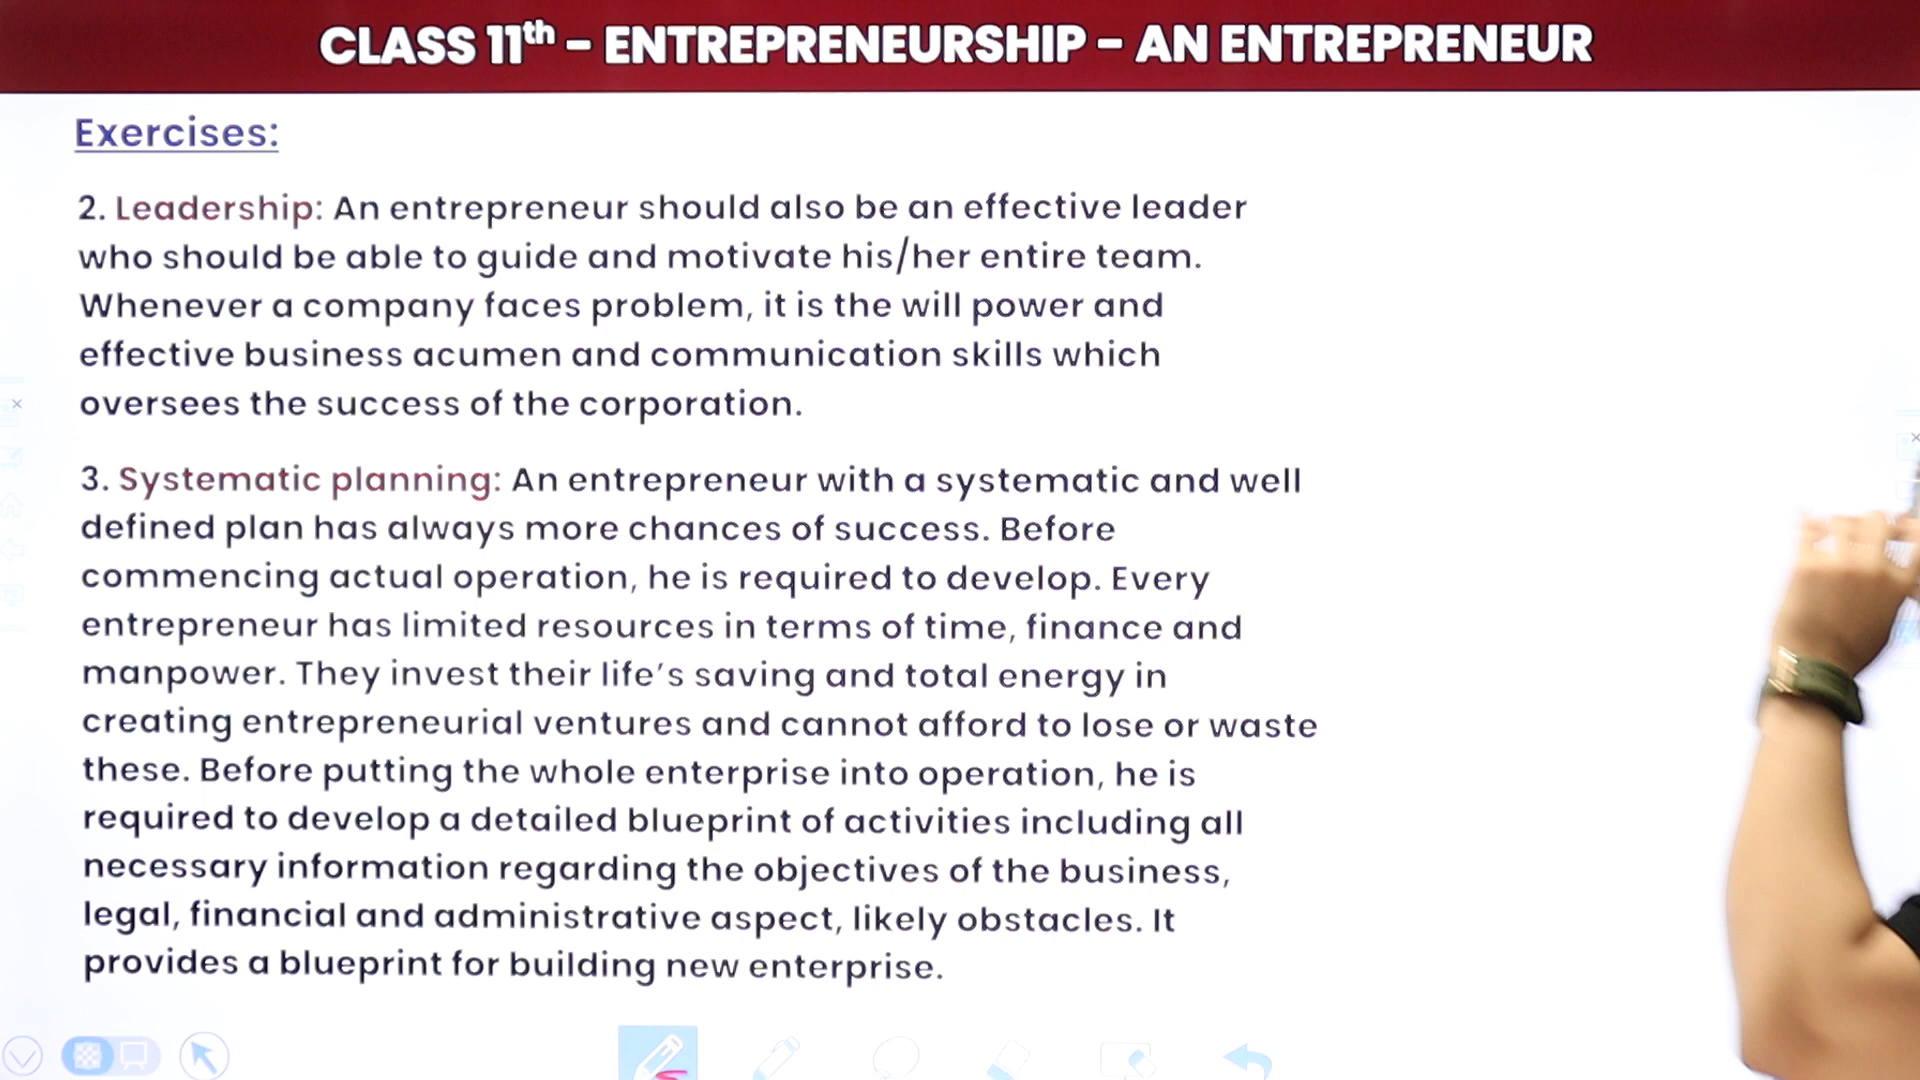 CLASS 11th – ENTREPRENEURSHIP – AN ENTREPRENEUR
Exercises:
2. Leadership: An entrepreneur should also be an effective leader
who should be able to guide and motivate his/her entire team.
Whenever a company faces problem, it is the will power and
effective business acumen and communication skills which
oversees the success of the corporation.
3. Systematic planning: An entrepreneur with a systematic and well
defined plan has always more chances of success. Before
commencing actual operation, he is required to develop. Every
entrepreneur has limited resources in terms of time, finance and
manpower. They invest their life's saving and total energy in
creating entrepreneurial ventures and cannot afford to lose or waste
these. Before putting the whole enterprise into operation, he is
required to develop a detailed blueprint of activities including all
necessary information regarding the objectives of the business,
legal, financial and administrative aspect, likely obstacles. It
provides a blueprint for building new enterprise.